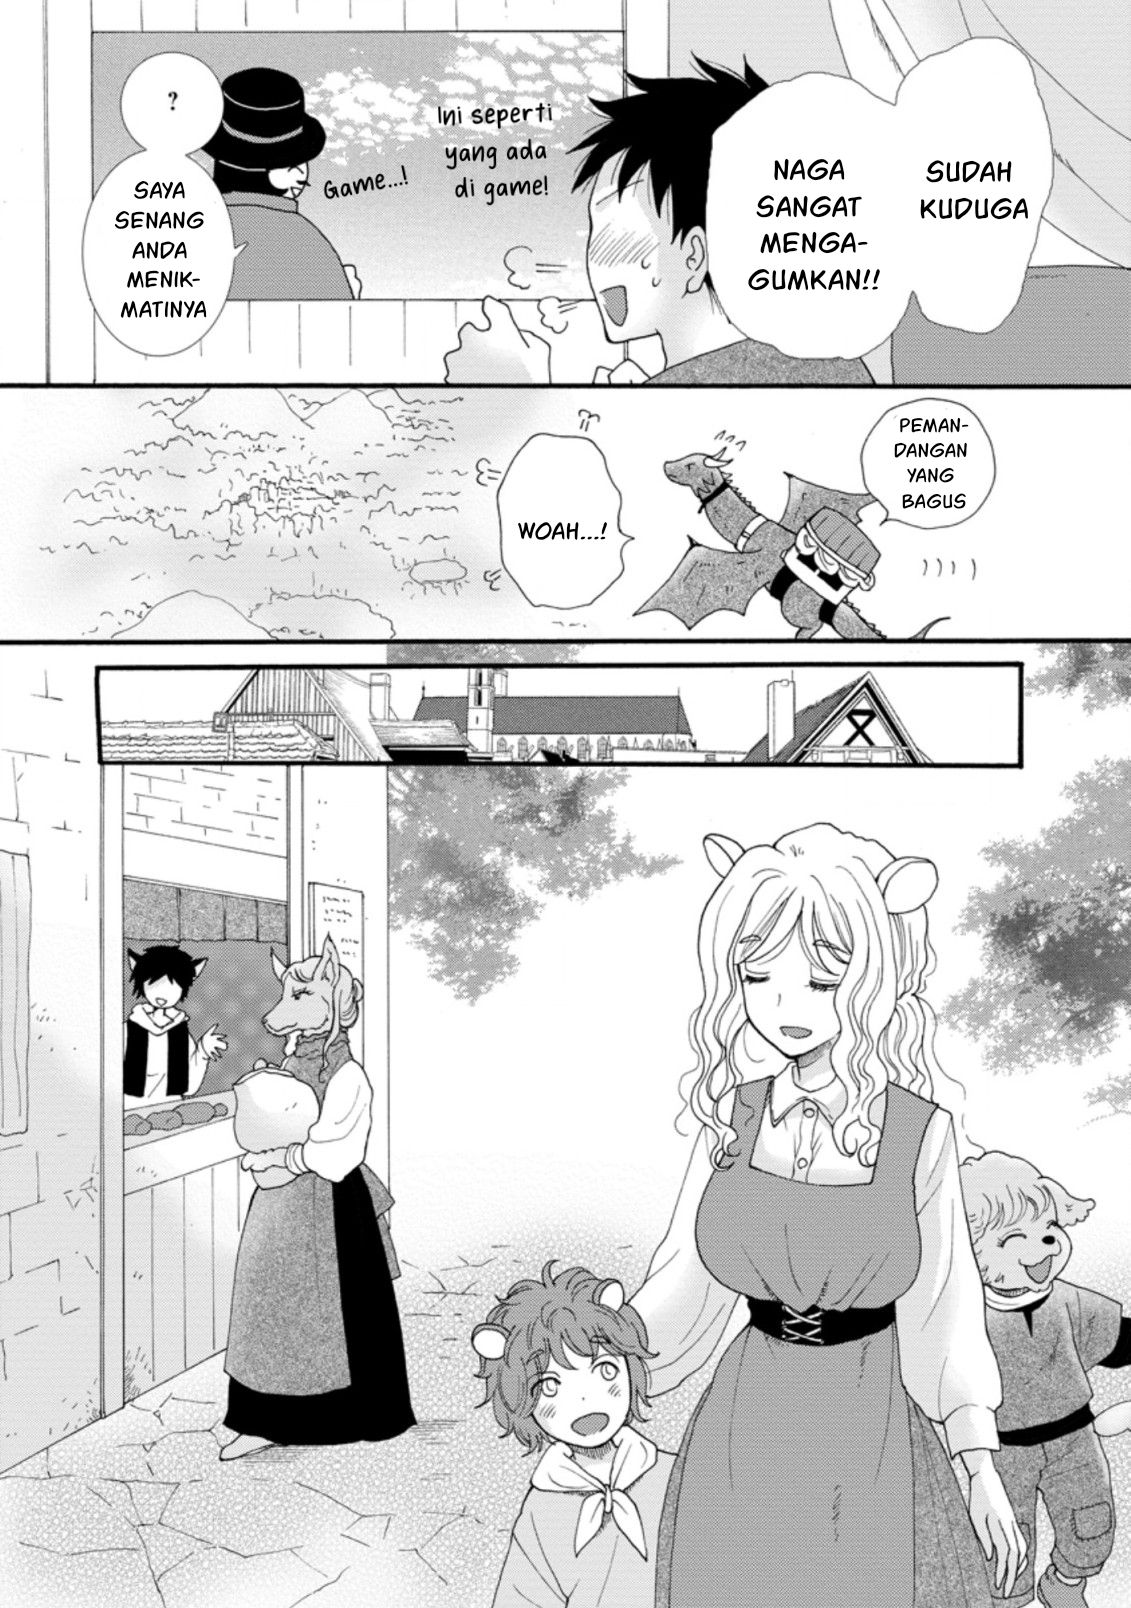 SUDAH
KUDUGA
NAGA
SANGAT
MENGA-
GUMKAN!!
Ini seperti
yang ada
di game!
Game...!
?
SAYA
SENANG
ANDA
MENIK-
MATINYA
PEMAN-
DANGAN
YANG
BAGUS
WOAH...!